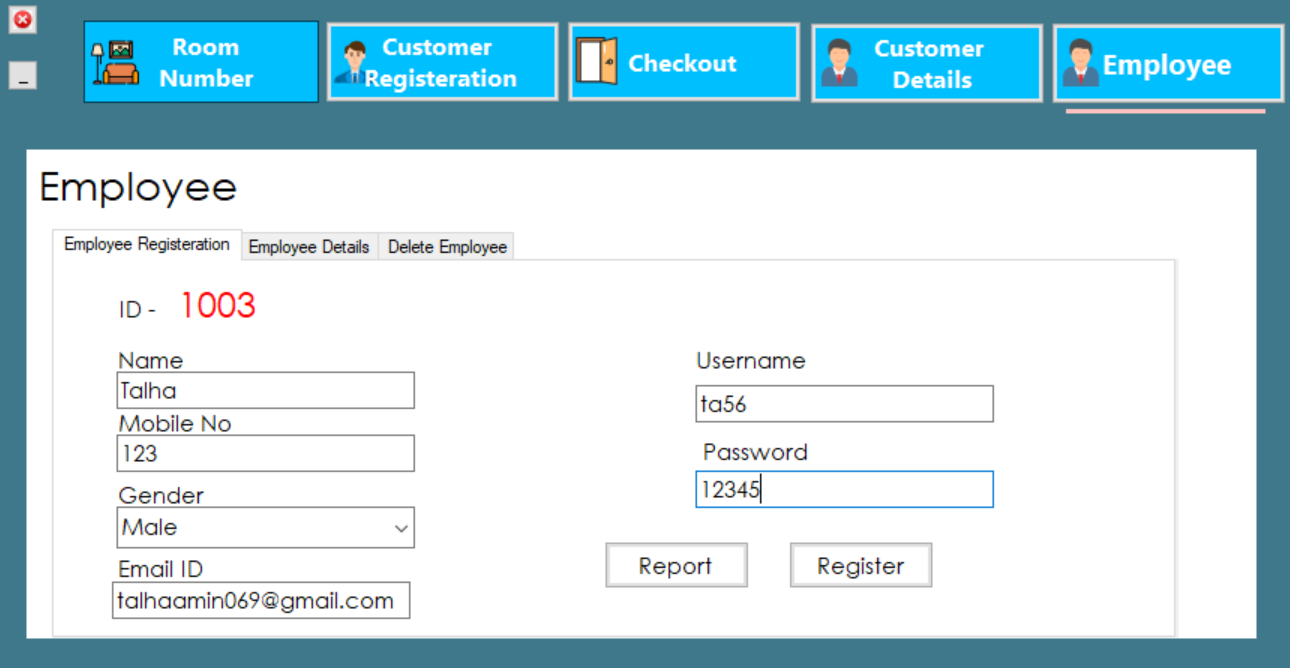 Room
Number
Customer
Registeration
Checkout
Customer
Details
Employee
Employee
Employee Registeration
Employee Details
Delete Employee
ID - 1003
Name
Talha
Mobile No
123
Gender
Male
Email ID
talhaamin069@gmail.com
Username
ta56
Password
12345
Report
Register